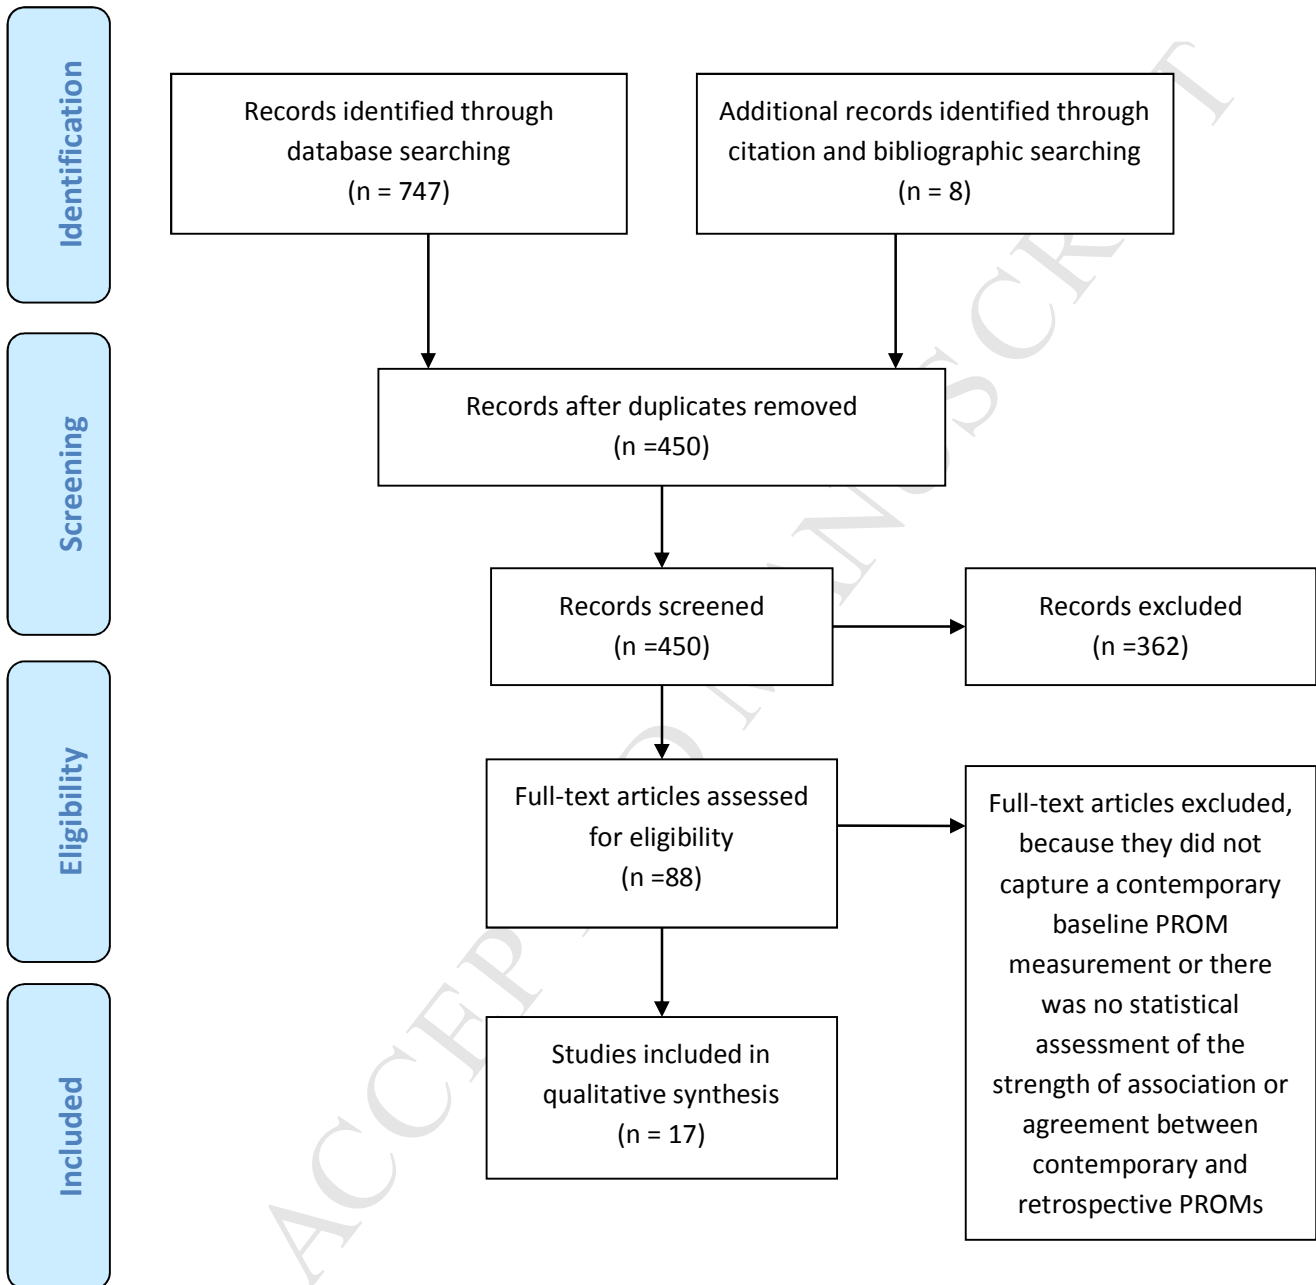 Identification
Records identified through
database searching
(n = 747)
Additional records identified through
citation and bibliographic searching
(n = 8)
Screening
Records after duplicates removed
(n =450)
Records screened
(n =450)
Records excluded
(n =362)
Eligibility
Full-text articles assessed
for eligibility
(n =88)
Full-text articles excluded,
because they did not
capture a contemporary
baseline PROM
measurement or there
was no statistical
assessment of the
strength of association or
agreement between
contemporary and
retrospective PROMs
Included
Studies included in
qualitative synthesis
(n = 17)
ACCEPTED MANUSCRIPT